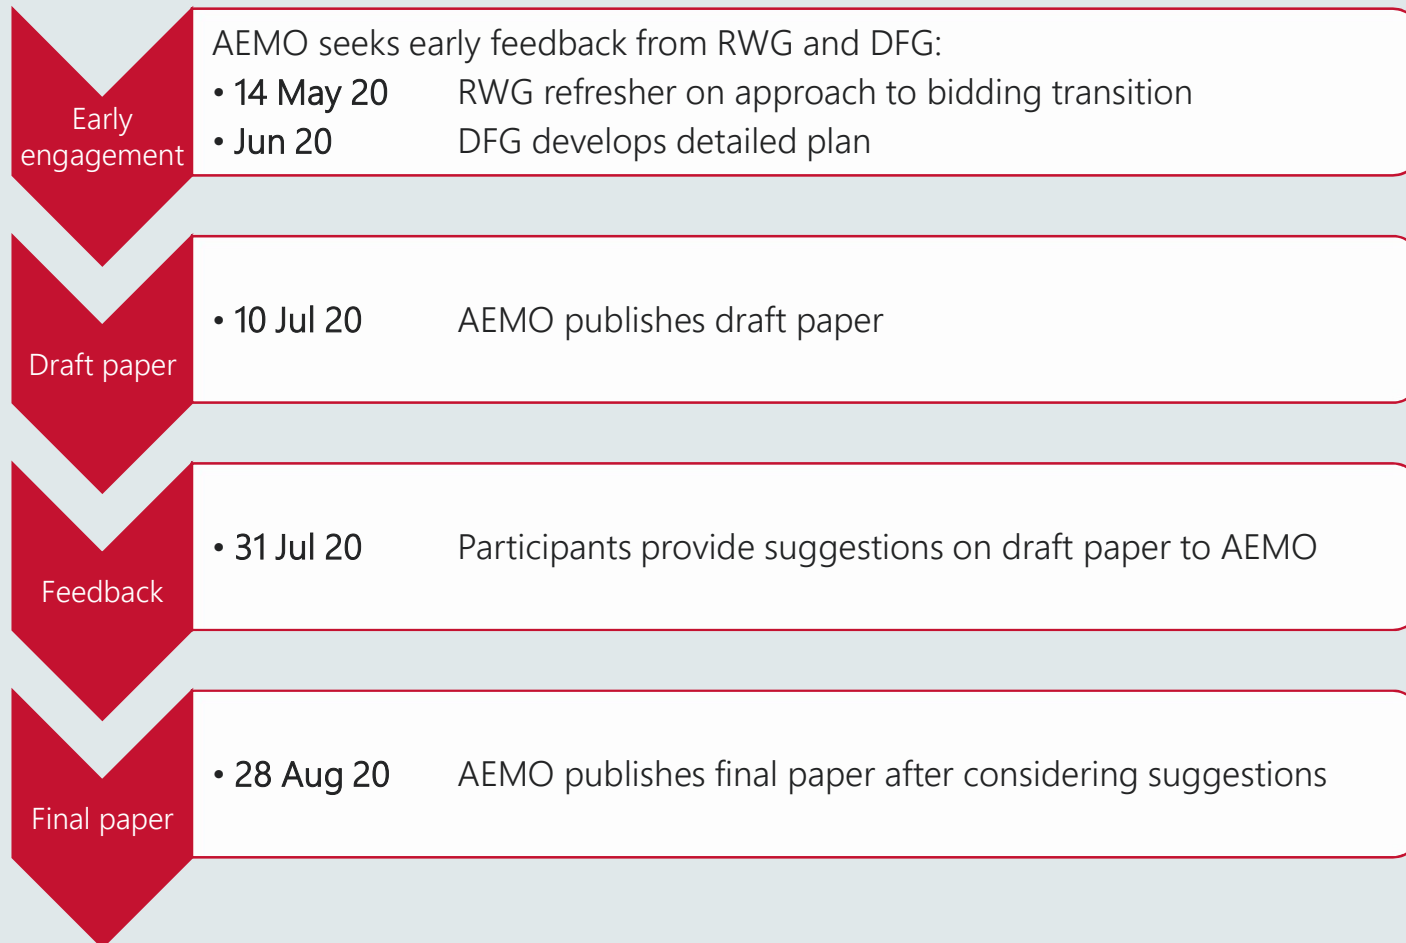 Early
engagement
AEMO seeks early feedback from RWG and DFG:
• 14 May 20 RWG refresher on approach to bidding transition
• Jun 20 DFG develops detailed plan
Draft paper
• 10 Jul 20 AEMO publishes draft paper
Feedback
• 31 Jul 20 Participants provide suggestions on draft paper to AEMO
Final paper
• 28 Aug 20 AEMO publishes final paper after considering suggestions